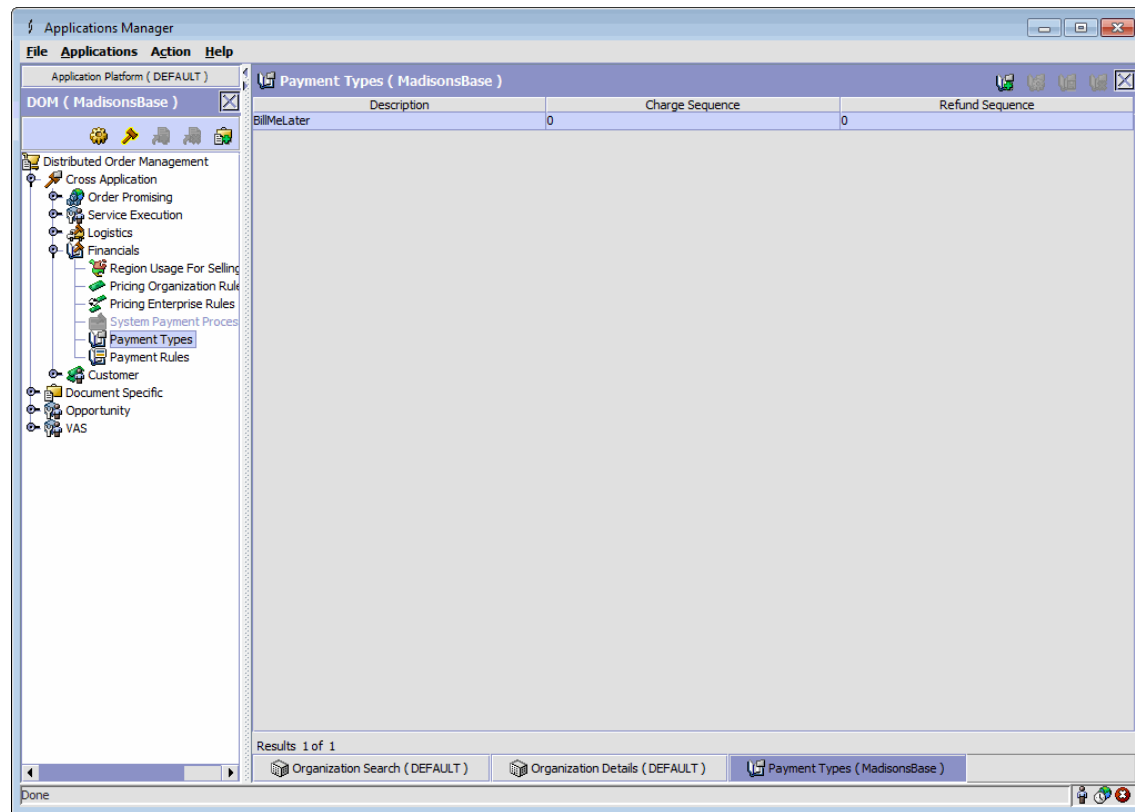 Applications Manager
File Applications Action Help
Application Platform ( DEFAULT )
DOM ( MadisonsBase )
Distributed Order Management
Cross Application
Order Promising
Service Execution
Logistics
Financials
Region Usage For Selling
Pricing Organization Rule
Pricing Enterprise Rules
System Payment Proces
Payment Types
Payment Rules
Customer
Document Specific
Opportunity
VAS
Payment Types ( MadisonsBase )
Description Charge Sequence Refund Sequence
BillMeLater 0 0
Results 1 of 1
Organization Search ( DEFAULT ) Organization Details ( DEFAULT ) Payment Types ( MadisonsBase )
Done